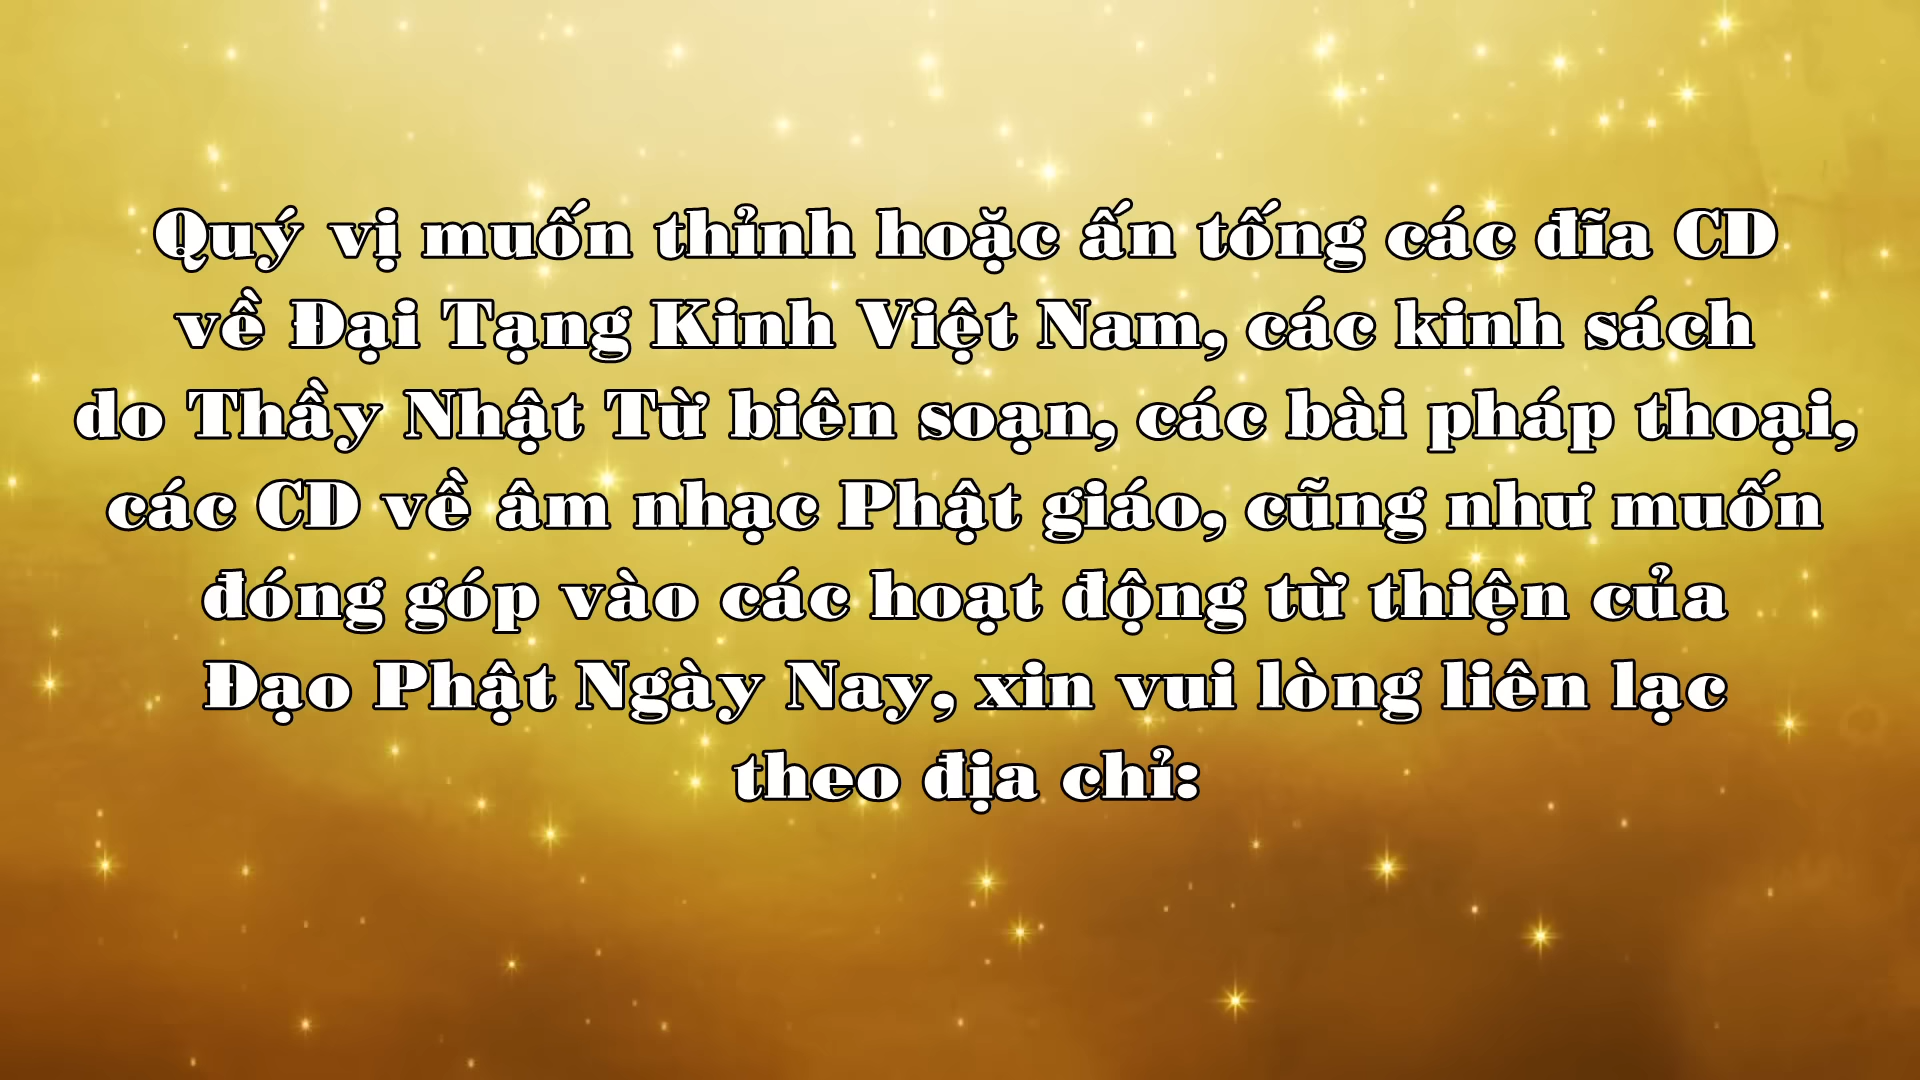 Quý vị muốn thỉnh hoặc ấn tống các đĩa CD
về Đại Tạng Kinh Việt Nam, các kinh sách
do Thầy Nhật Từ biên soạn, các bài pháp thoại,
các CD về âm nhạc Phật giáo, cũng như muốn
đóng góp vào các hoạt động từ thiện của
Đạo Phật Ngày Nay, xin vui lòng liên lạc
theo địa chỉ: